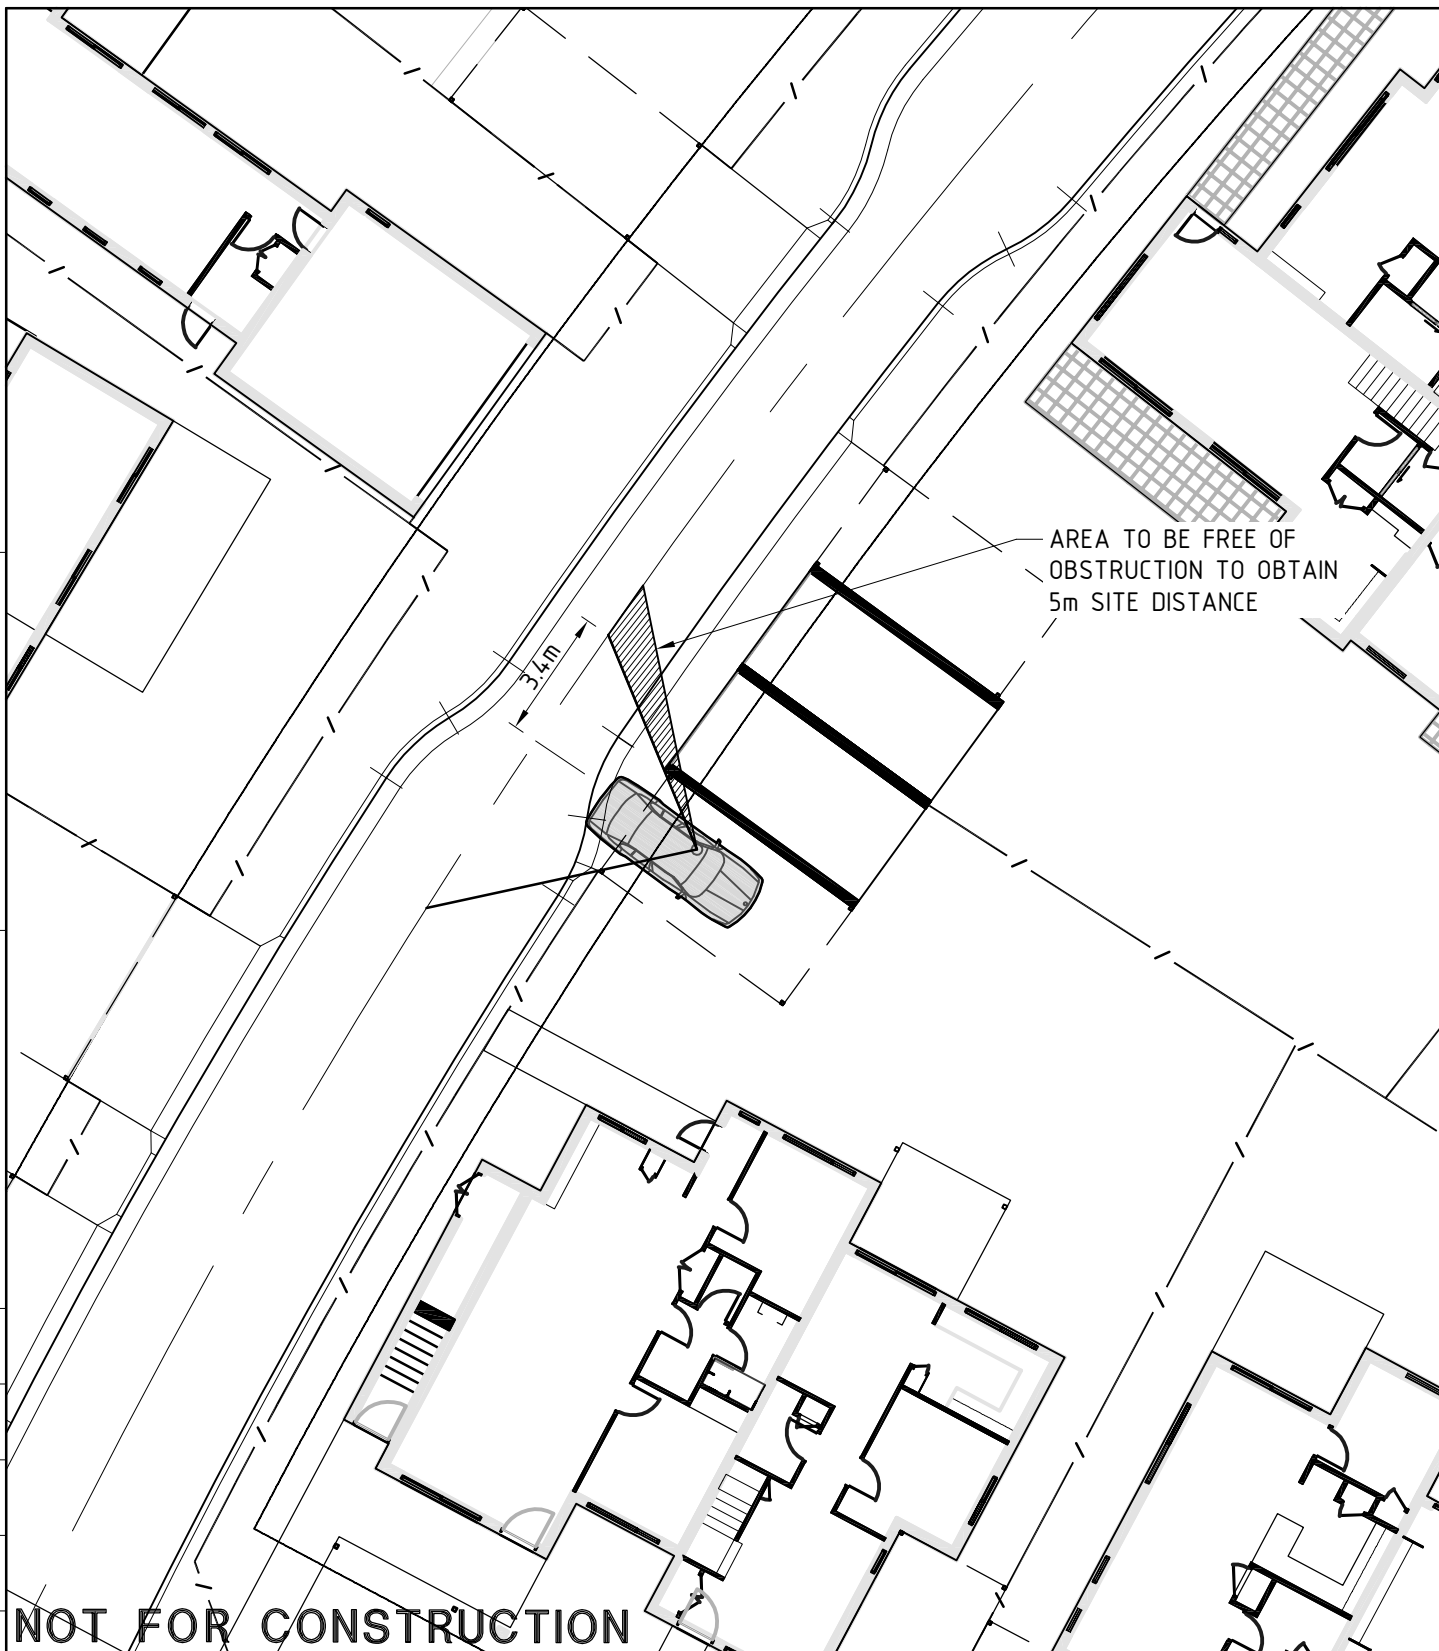 AREA TO BE FREE OF
OBSTRUCTION TO OBTAIN
5m SITE DISTANCE
3.4m
NOT FOR CONSTRUCTION